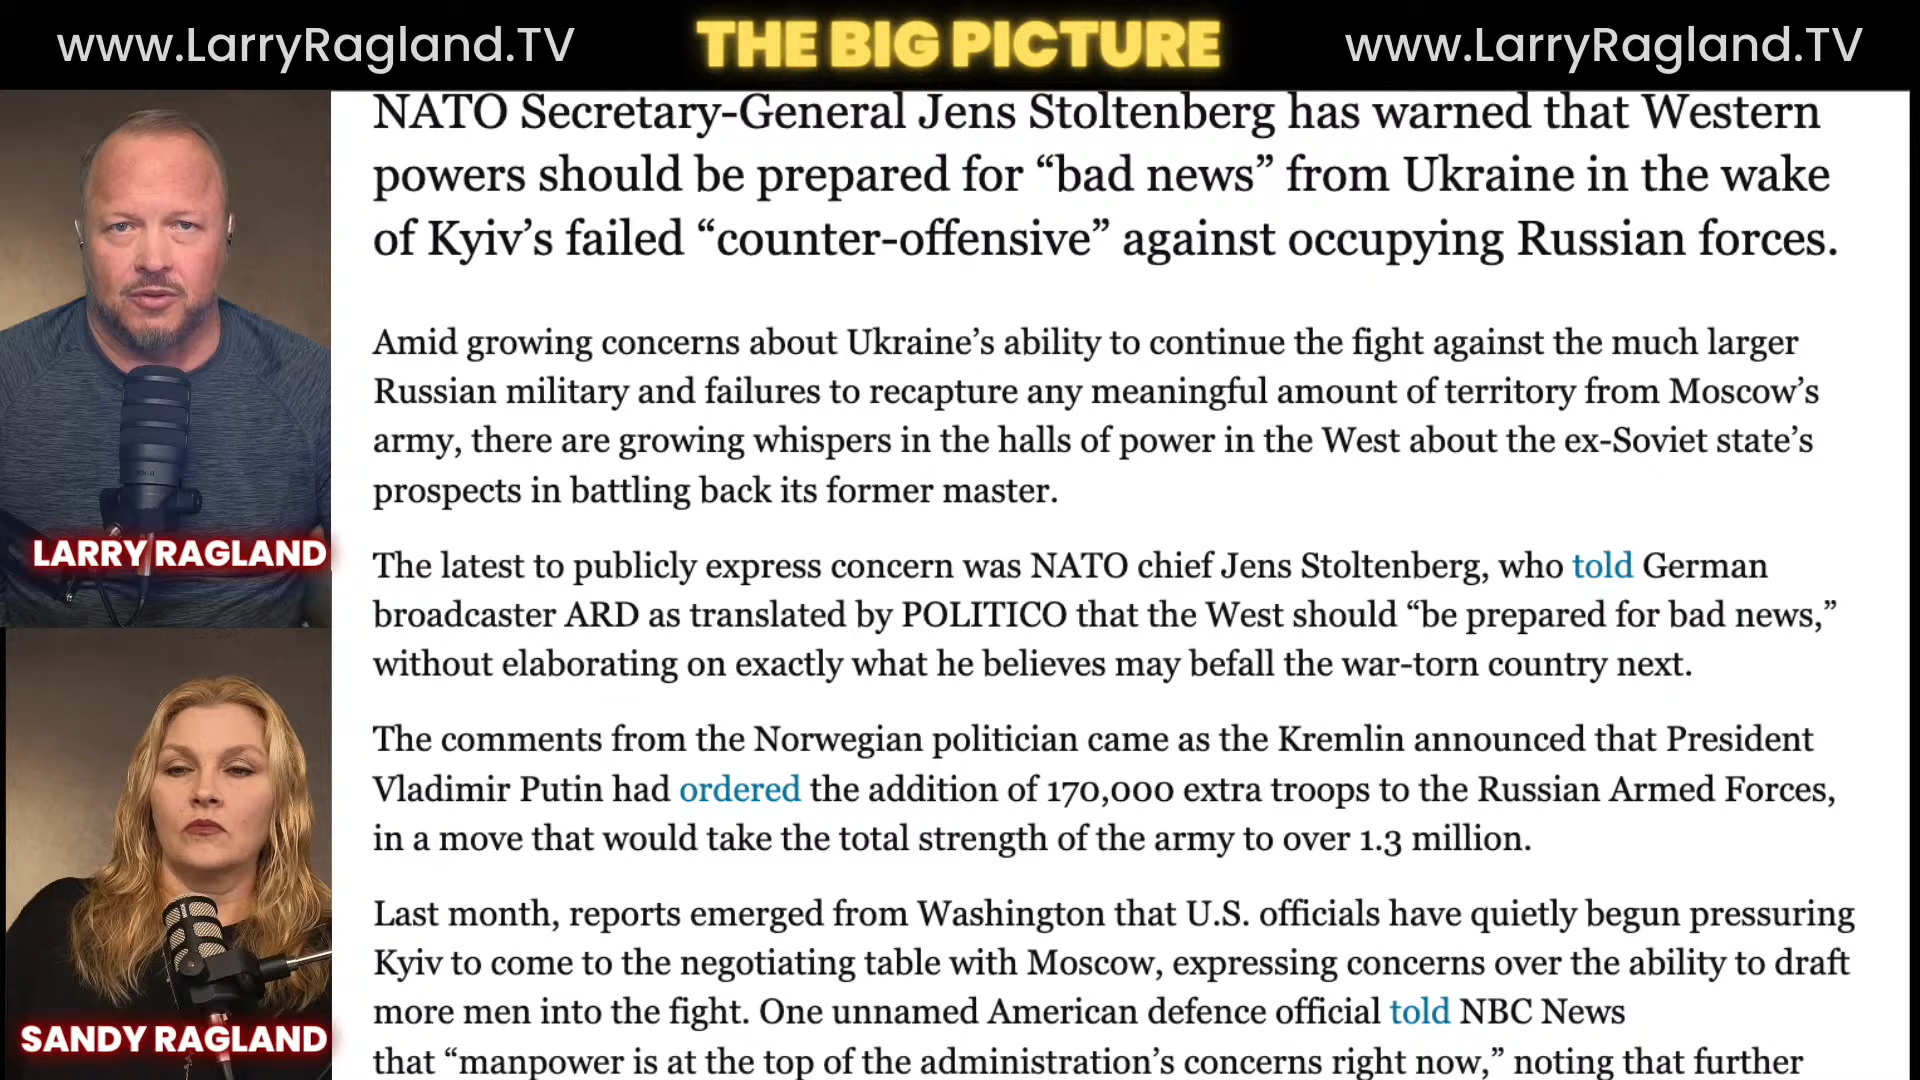 www.LarryRagland.TV
THE BIG PICTURE
www.LarryRagland.TV
NATO Secretary-General Jens Stoltenberg has warned that Western
powers should be prepared for “bad news” from Ukraine in the wake
of Kyiv’s failed “counter-offensive” against occupying Russian forces.
Amid growing concerns about Ukraine’s ability to continue the fight against the much larger
Russian military and failures to recapture any meaningful amount of territory from Moscow’s
army, there are growing whispers in the halls of power in the West about the ex-Soviet state’s
prospects in battling back its former master.
The latest to publicly express concern was NATO chief Jens Stoltenberg, who told German
broadcaster ARD as translated by POLITICO that the West should “be prepared for bad news,”
without elaborating on exactly what he believes may befall the war-torn country next.
The comments from the Norwegian politician came as the Kremlin announced that President
Vladimir Putin had ordered the addition of 170,000 extra troops to the Russian Armed Forces,
in a move that would take the total strength of the army to over 1.3 million.
Last month, reports emerged from Washington that U.S. officials have quietly begun pressuring
Kyiv to come to the negotiating table with Moscow, expressing concerns over the ability to draft
more men into the fight. One unnamed American defence official told NBC News
that “manpower is at the top of the administration’s concerns right now,” noting that further
LARRY RAGLAND
SANDY RAGLAND